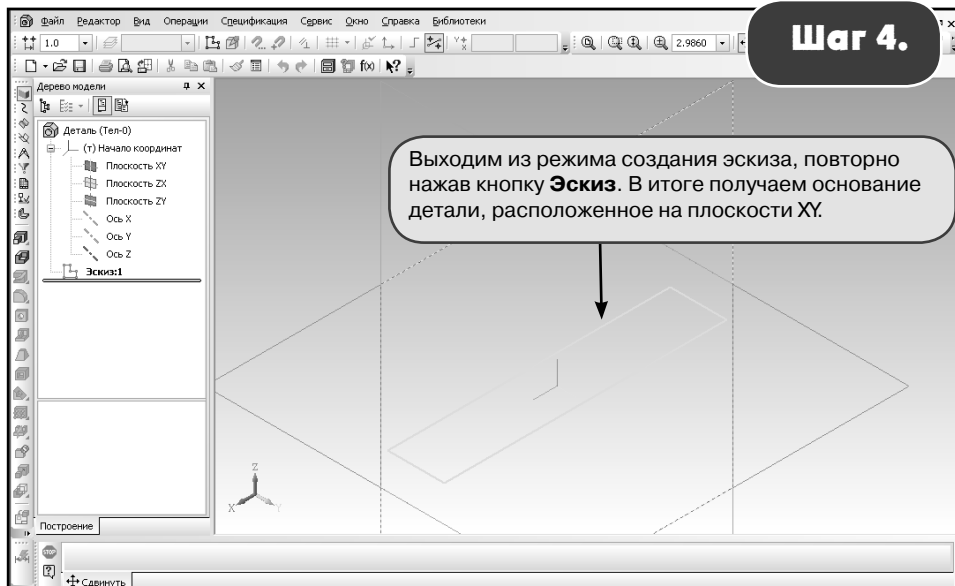 Файл Редактор Вид Операции Спецификация Сервис Окно Справка Библиотеки
Шаг 4.
1.0
2.9860
f(x)
Дерево модели
Деталь (Тел-0)
(т) Начало координат
Плоскость XY
Плоскость ZX
Плоскость ZY
Ось X
Ось Y
Ось Z
Эскиз:1
Выходим из режима создания эскиза, повторно
нажав кнопку Эскиз. В итоге получаем основание
детали, расположенное на плоскости XY.
Z
X
Y
Построение
STOP
Сдвинуть